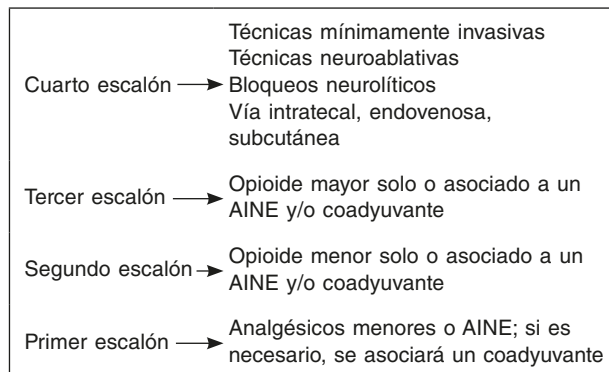 Cuarto escalón
Técnicas mínimamente invasivas
Técnicas neuroablativas
Bloqueos neurolíticos
Vía intratecal, endovenosa,
subcutánea
Tercer escalón
Opioide mayor solo o asociado a un
AINE y/o coadyuvante
Segundo escalón
Opioide menor solo o asociado a un
AINE y/o coadyuvante
Primer escalón
Analgésicos menores o AINE; si es
necesario, se asociará un coadyuvante